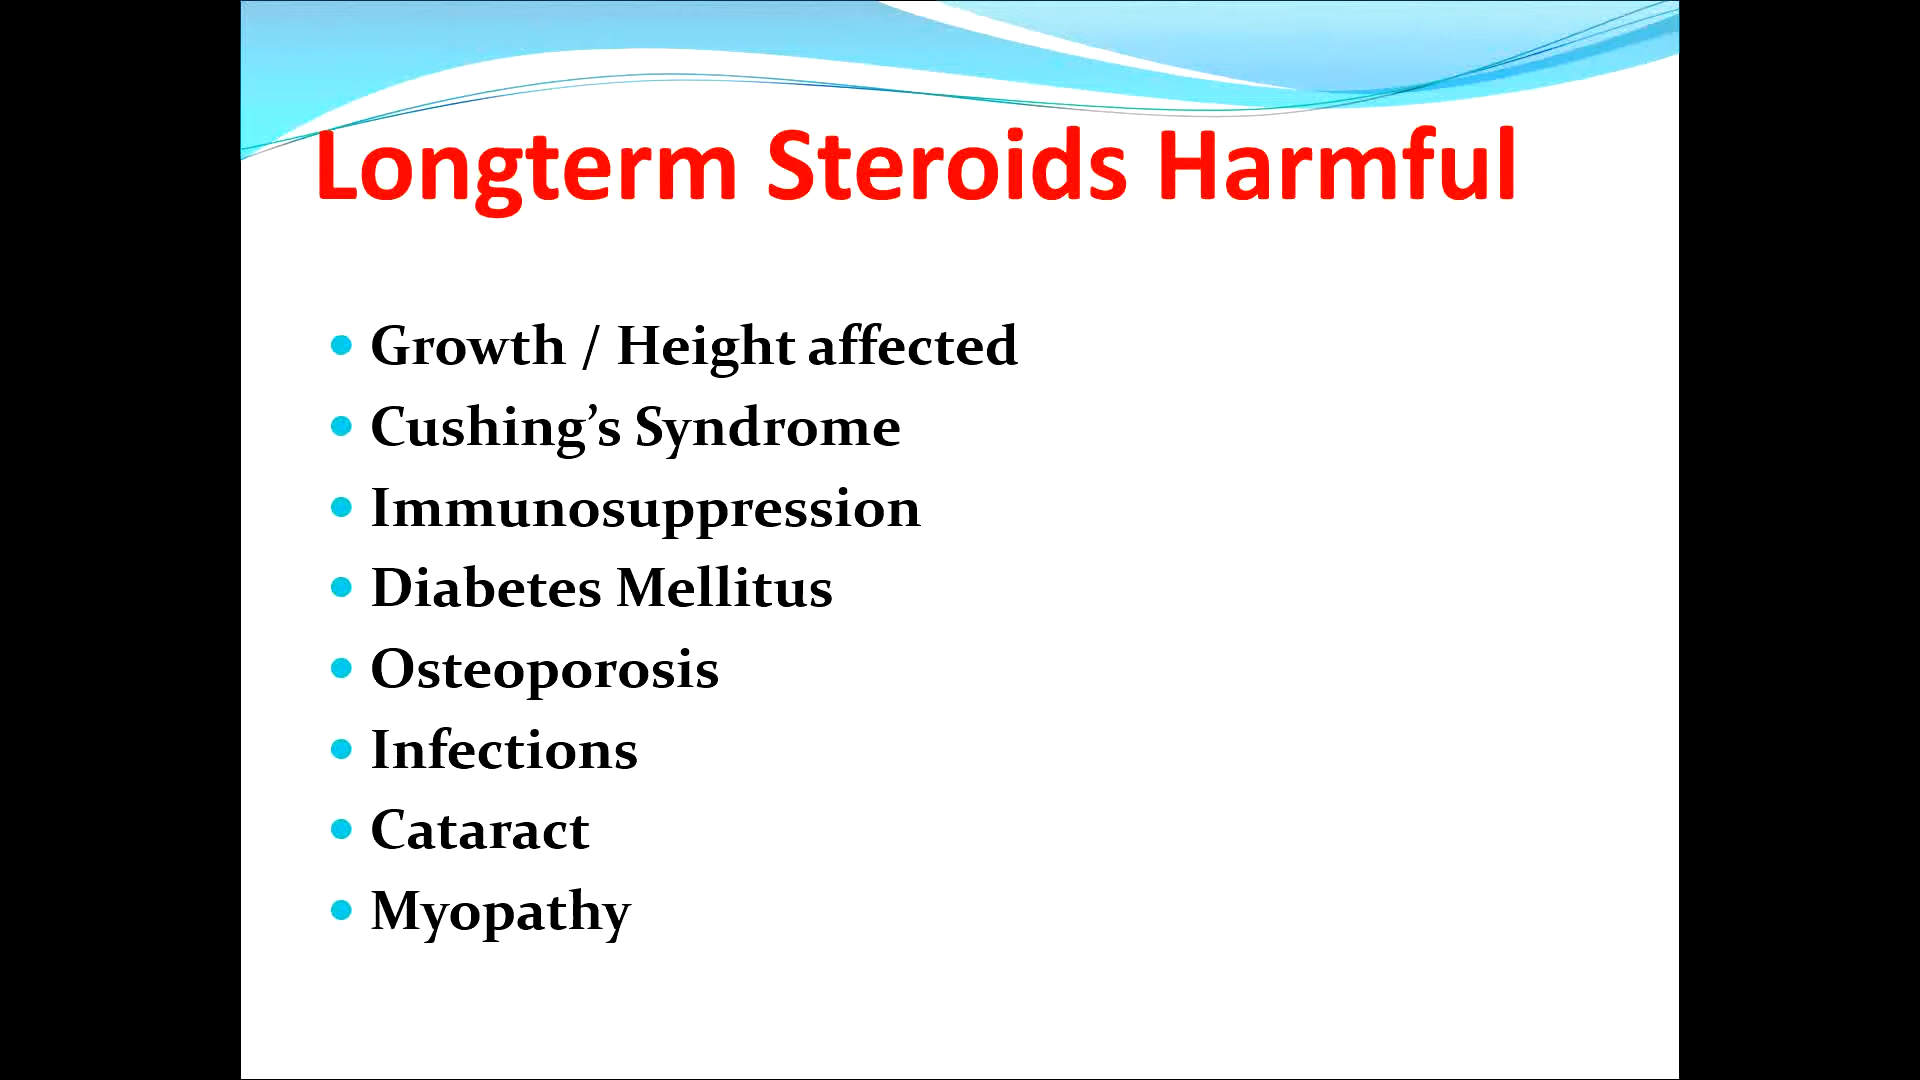 Longterm Steroids Harmful
• Growth / Height affected
• Cushing’s Syndrome
• Immunosuppression
• Diabetes Mellitus
• Osteoporosis
• Infections
• Cataract
• Myopathy